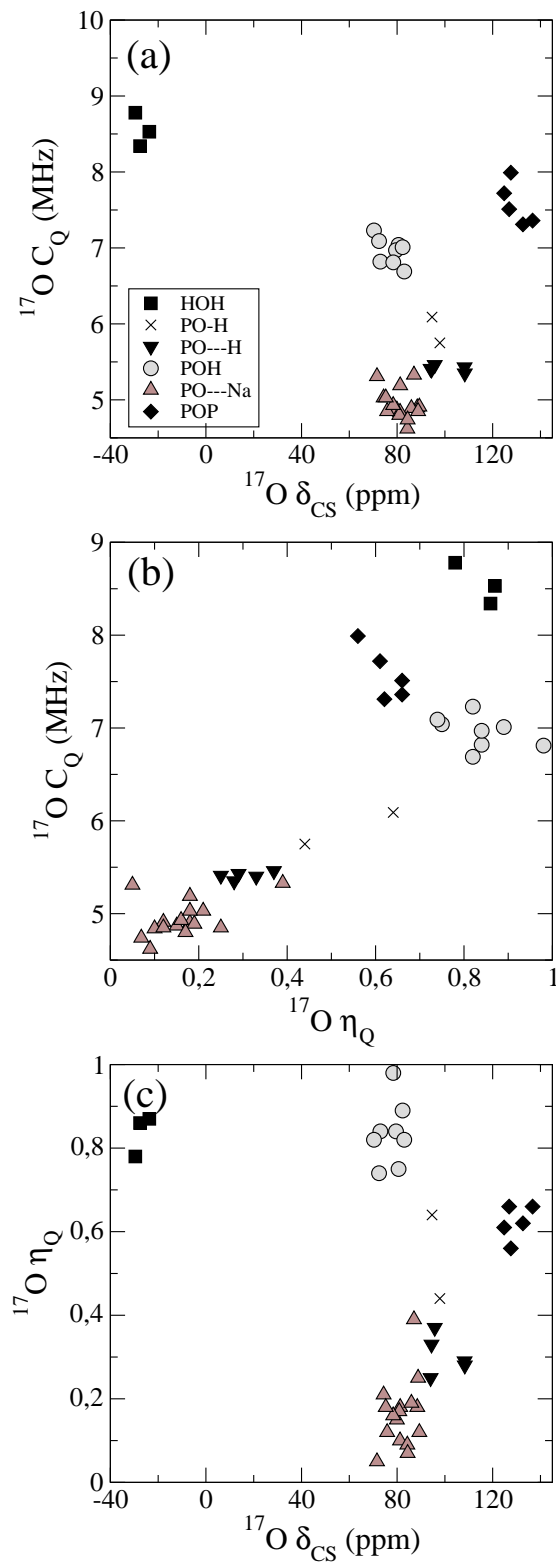 (a)
10
9
8
7
6
5
17O CQ (MHz)
HOH
PO-H
PO---H
POH
PO---Na
POP
-40 0 40 80 120
17O δCS (ppm)
(b)
9
8
7
6
5
17O CQ (MHz)
0 0,2 0,4 0,6 0,8 1
17O ηQ
(c)
1
0,8
0,6
0,4
0,2
0
17O ηQ
-40 0 40 80 120
17O δCS (ppm)